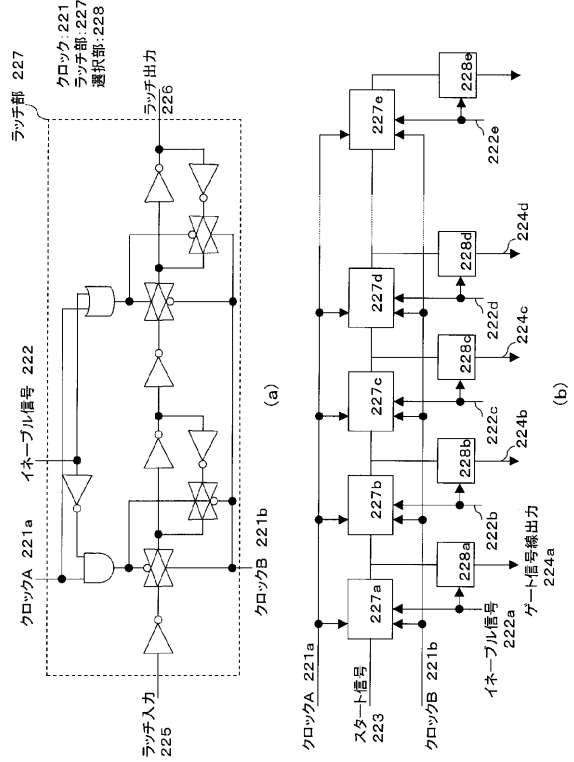 ラッチ部 227
クロック:221
ラッチ部:227
選択部:228
イネーブル信号 222
クロックA 221a
ラッチ出力
226
ラッチ入力
225
クロックB 221b
(a)
クロックA 221a
スタート信号
223
クロックB 221b
227a
227b
227c
227d
227e
228a
228b
228c
228d
228e
イネーブル信号
222a
222b
222c
222d
222e
ゲート信号線出力
224a
224b
224c
224d
(b)